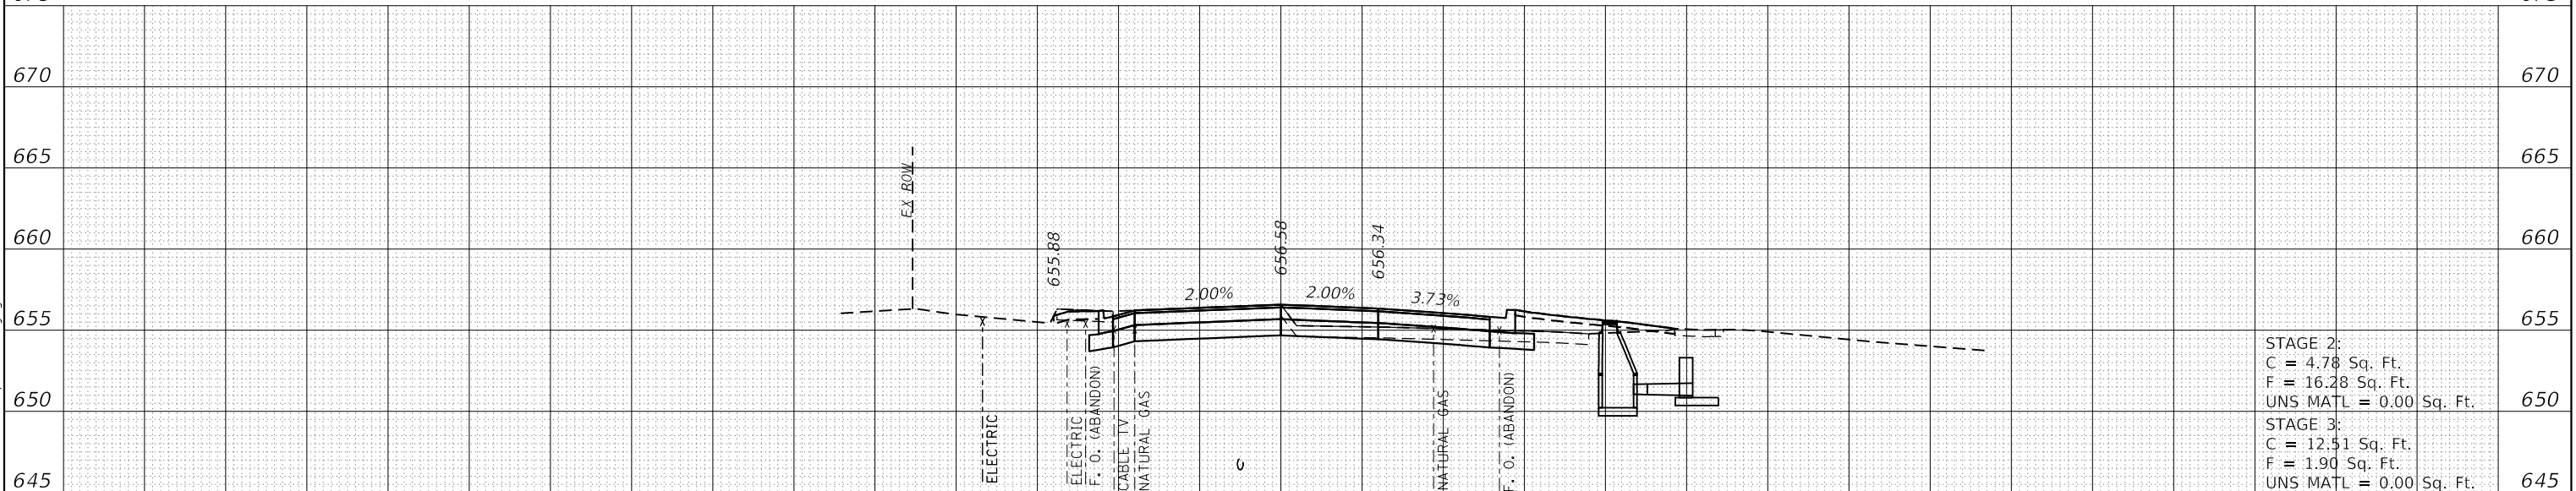 670
670
665
665
EX ROW
660
660
655.88
656.58
656.34
2.00%
2.00%
3.73%
655
655
STAGE 2:
C = 4.78 Sq. Ft.
F = 16.28 Sq. Ft.
UNS MATL = 0.00 Sq. Ft.
650
650
ELECTRIC
ELECTRIC
F. O. (ABANDON)
CABLE TV
NATURAL GAS
NATURAL GAS
F. O. (ABANDON)
STAGE 3:
C = 12.51 Sq. Ft.
F = 1.90 Sq. Ft.
UNS MATL = 0.00 Sq. Ft.
645
645